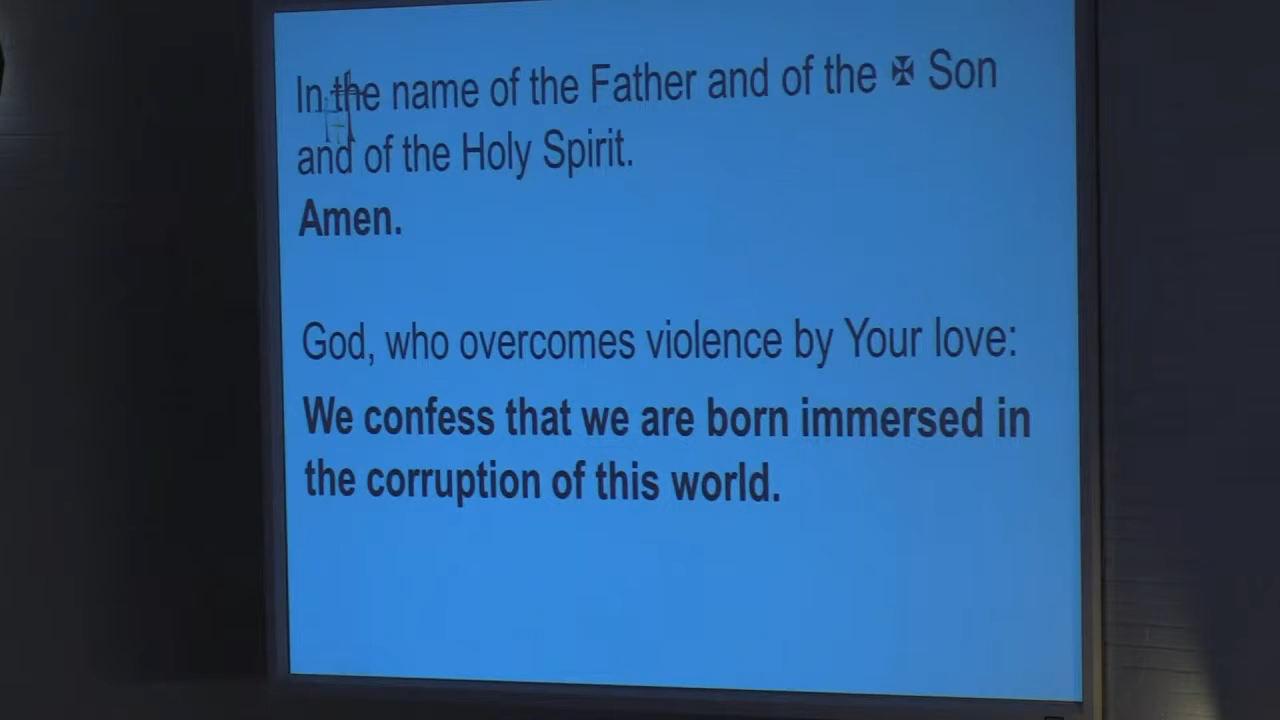 In the name of the Father and of the ✠ Son
and of the Holy Spirit.
Amen.
God, who overcomes violence by Your love:
We confess that we are born immersed in
the corruption of this world.